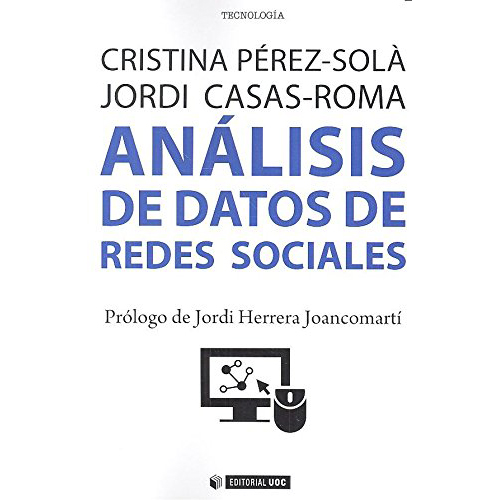 TECNOLOGÍA
CRISTINA PÉREZ-SOLÀ
JORDI CASAS-ROMA
ANÁLISIS
DE DATOS DE
REDES SOCIALES
Prólogo de Jordi Herrera Joancomartí
EDITORIAL UOC